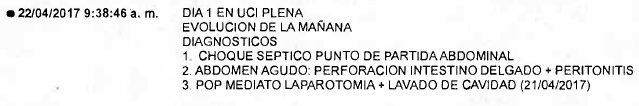 22/04/2017 9:38:46 a. m. DIA 1 EN UCI PLENA
EVOLUCION DE LA MAÑANA
DIAGNOSTICOS
1. CHOQUE SEPTICO PUNTO DE PARTIDA ABDOMINAL
2. ABDOMEN AGUDO: PERFORACION INTESTINO DELGADO + PERITONITIS
3. POP MEDIATO LAPAROTOMIA + LAVADO DE CAVIDAD (21/04/2017)